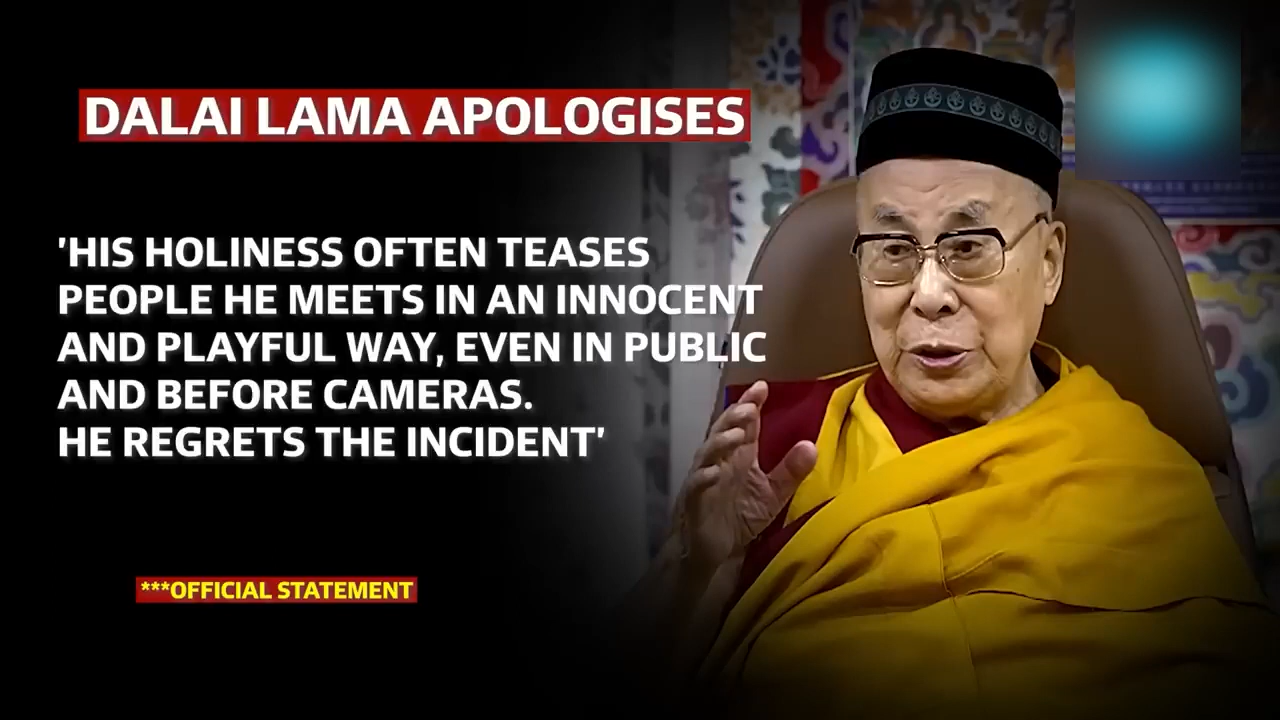 DALAI LAMA APOLOGISES
'HIS HOLINESS OFTEN TEASES
PEOPLE HE MEETS IN AN INNOCENT
AND PLAYFUL WAY, EVEN IN PUBLIC
AND BEFORE CAMERAS.
HE REGRETS THE INCIDENT'
***OFFICIAL STATEMENT